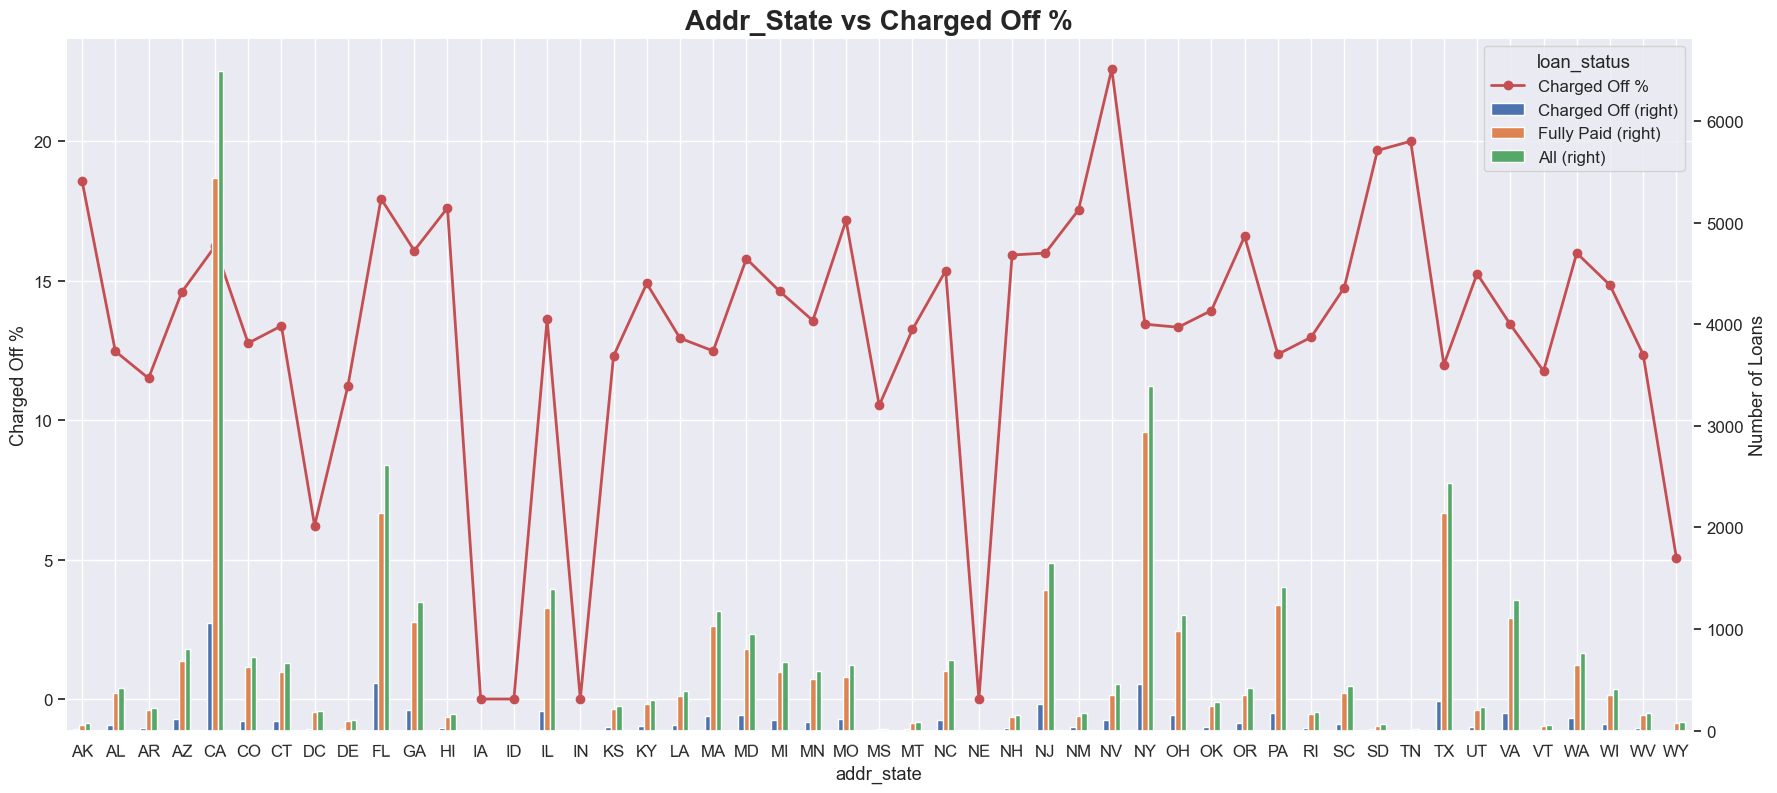 Addr_State vs Charged Off %
loan_status
Charged Off %
Charged Off (right)
Fully Paid (right)
All (right)
Charged Off %
20
15
10
5
0
6000
5000
4000
3000
2000
1000
0
Number of Loans
AK AL AR AZ CA CO CT DC DE FL GA HI IA ID IL IN KS KY LA MA MD MI MN MO MS MT NC NE NH NJ NM NV NY OH OK OR PA RI SC SD TN TX UT VA VT WA WI WV WY
addr_state